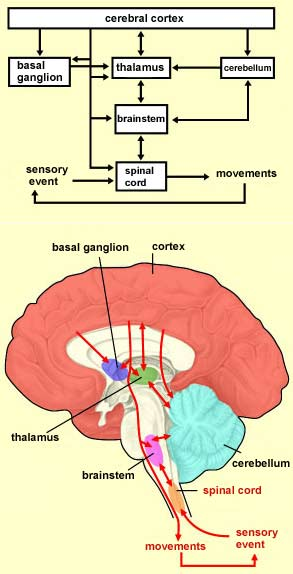 cerebral cortex
basal
ganglion
thalamus
cerebellum
brainstem
sensory
event
spinal
cord
movements
basal ganglion
cortex
thalamus
brainstem
cerebellum
spinal cord
movements
sensory
event